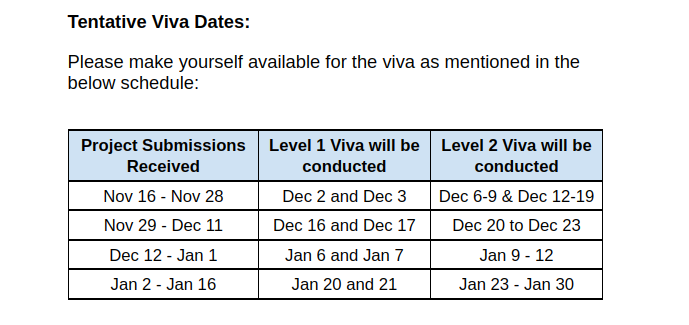 Tentative Viva Dates:
Please make yourself available for the viva as mentioned in the
below schedule:
Project Submissions Received Level 1 Viva will be conducted Level 2 Viva will be conducted
Nov 16 - Nov 28 Dec 2 and Dec 3 Dec 6-9 & Dec 12-19
Nov 29 - Dec 11 Dec 16 and Dec 17 Dec 20 to Dec 23
Dec 12 - Jan 1 Jan 6 and Jan 7 Jan 9 - 12
Jan 2 - Jan 16 Jan 20 and 21 Jan 23 - Jan 30